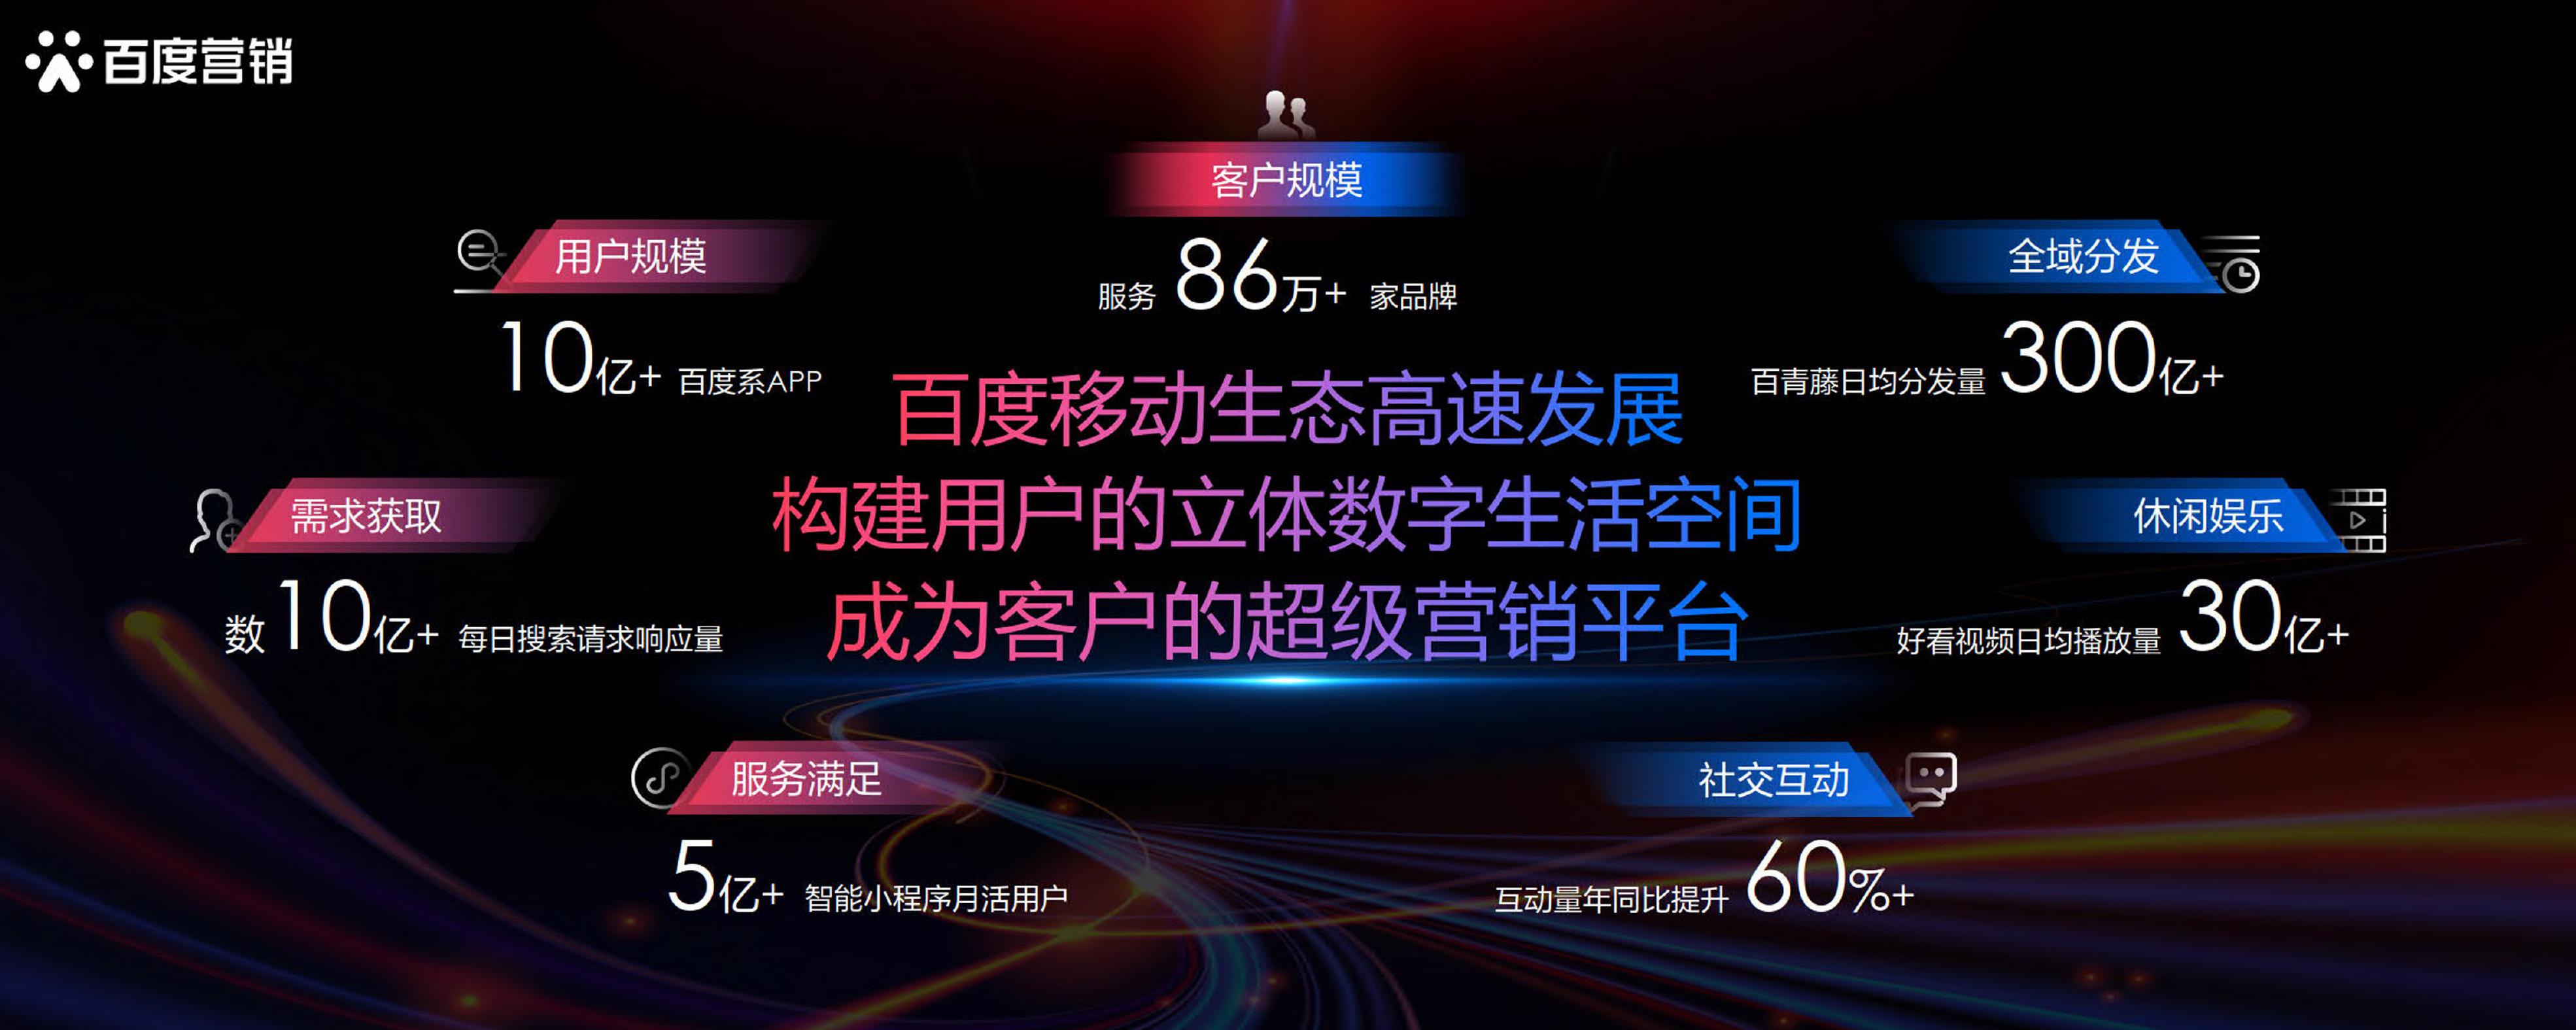 百度营销
客户规模
服务 86万+ 家品牌
用户规模
10亿+ 百度系APP
全域分发
百青藤日均分发量 300亿+
百度移动生态高速发展
构建用户的立体数字生活空间
成为客户的超级营销平台
需求获取
数10亿+ 每日搜索请求响应量
休闲娱乐
好看视频日均播放量 30亿+
服务满足
5亿+ 智能小程序月活用户
社交互动
互动量年同比提升 60%+